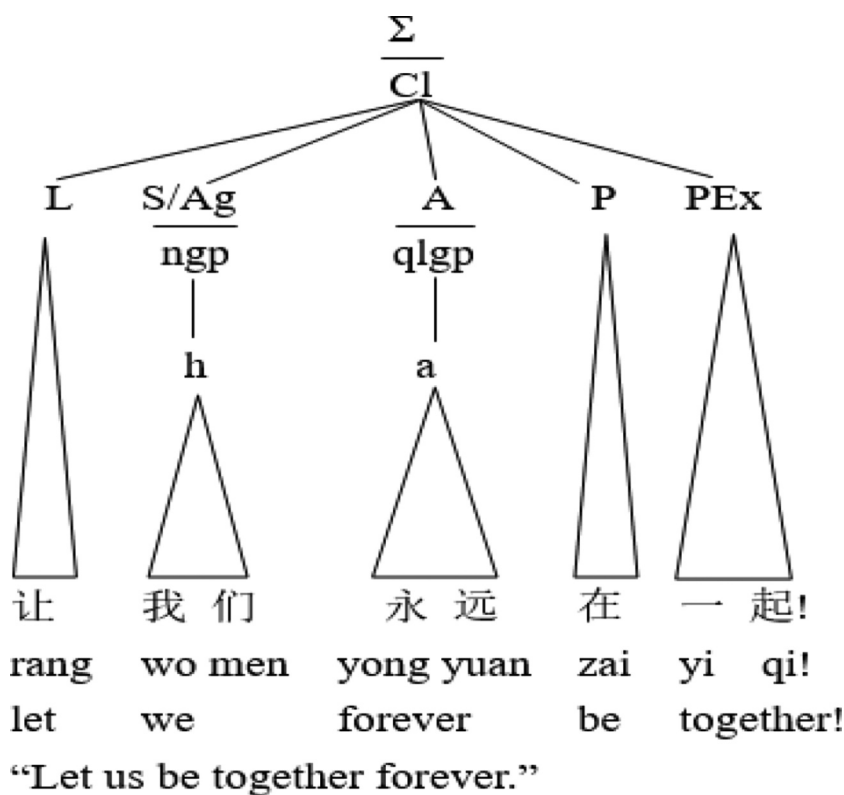 Σ
Cl
L S/Ag A P PEx
ngp qlgp
h a
让 我 们 永 远 在 一 起!
rang wo men yong yuan zai yi qi!
let we forever be together!
“Let us be together forever.”